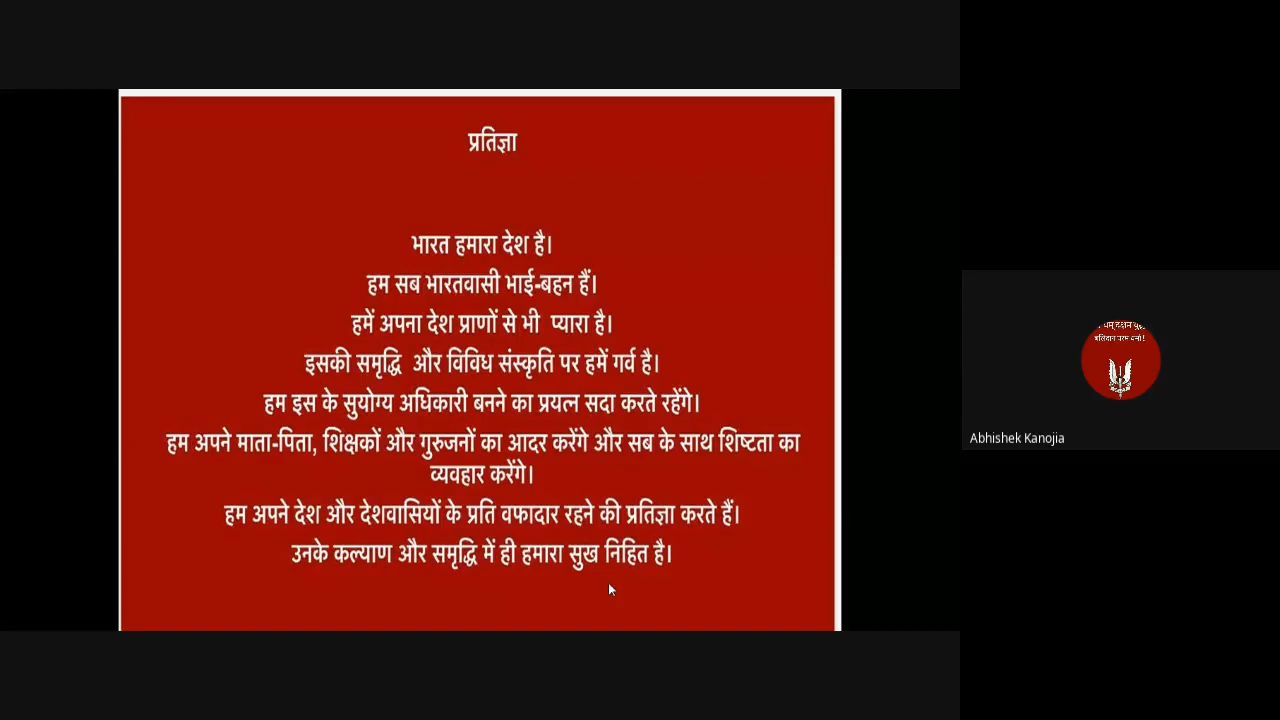 प्रतिज्ञा
भारत हमारा देश है।
हम सब भारतवासी भाई-बहन हैं।
हमें अपना देश प्राणों से भी प्यारा है।
इसकी समृद्धि और विविध संस्कृति पर हमें गर्व है।
हम इस के सुयोग्य अधिकारी बनने का प्रयत्न सदा करते रहेंगे।
हम अपने माता-पिता, शिक्षकों और गुरुजनों का आदर करेंगे और सब के साथ शिष्टता का
व्यवहार करेंगे।
हम अपने देश और देशवासियों के प्रति वफादार रहने की प्रतिज्ञा करते हैं।
उनके कल्याण और समृद्धि में ही हमारा सुख निहित है।
Abhishek Kanojia